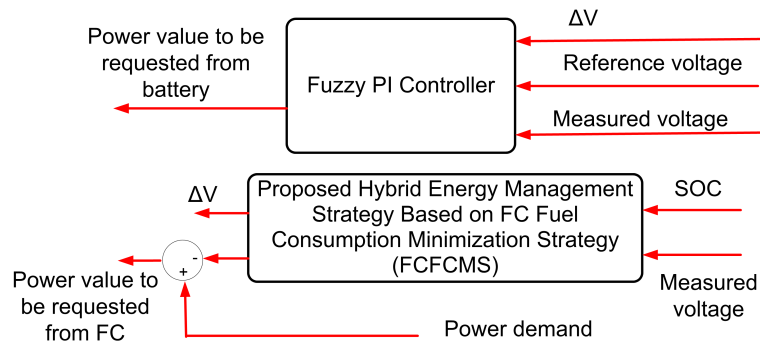 Power value to be
requested from
battery
Fuzzy PI Controller
ΔV
Reference voltage
Measured voltage
ΔV
Proposed Hybrid Energy Management
Strategy Based on FC Fuel
Consumption Minimization Strategy
(FCFCMS)
SOC
Measured
voltage
-
+
Power value to
be requested
from FC
Power demand